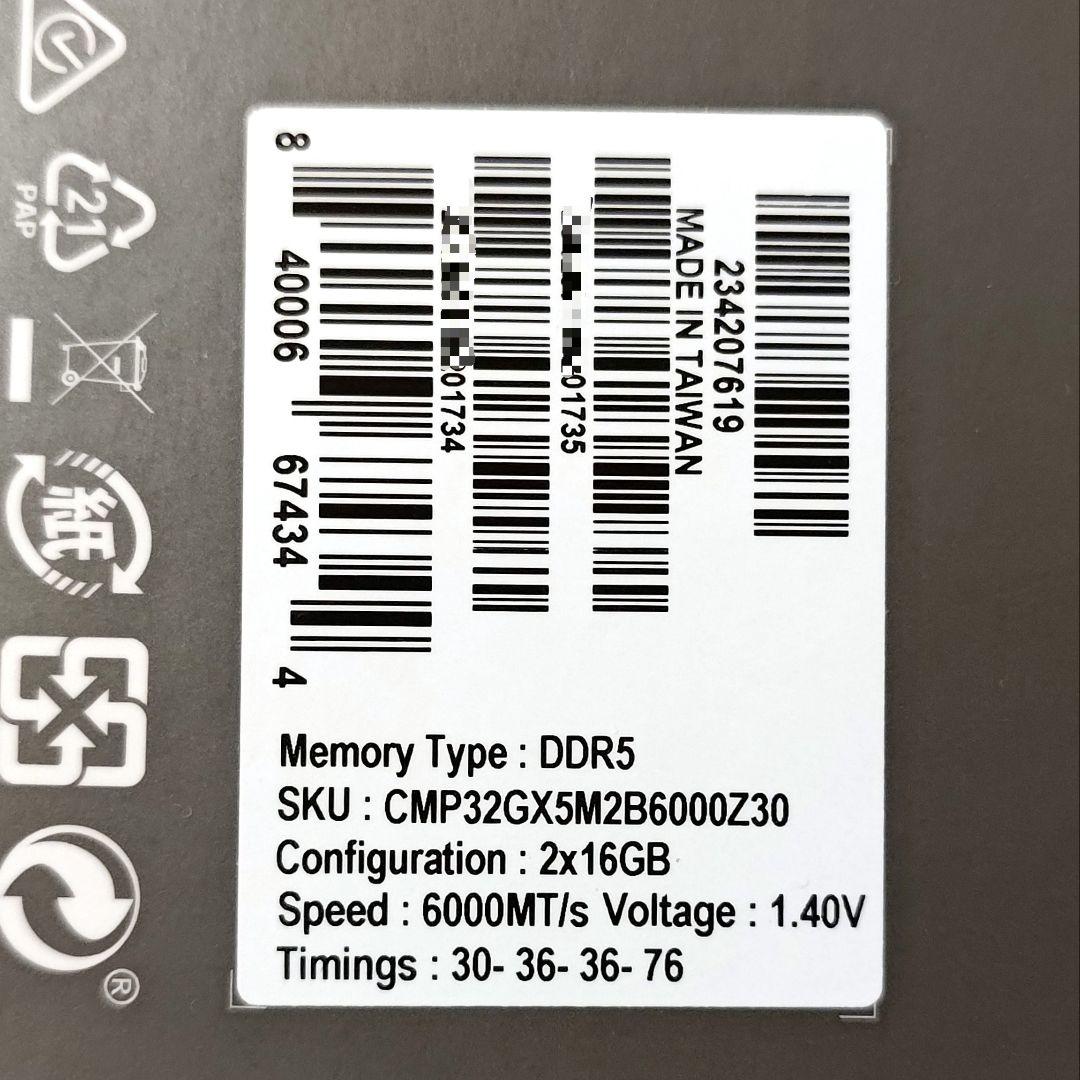 8 40006 67434 4
01734
01735
MADE IN TAIWAN
234207619
Memory Type : DDR5
SKU : CMP32GX5M2B6000Z30
Configuration : 2x16GB
Speed : 6000MT/s Voltage : 1.40V
Timings : 30- 36- 36- 76
21
PAP
紙
®